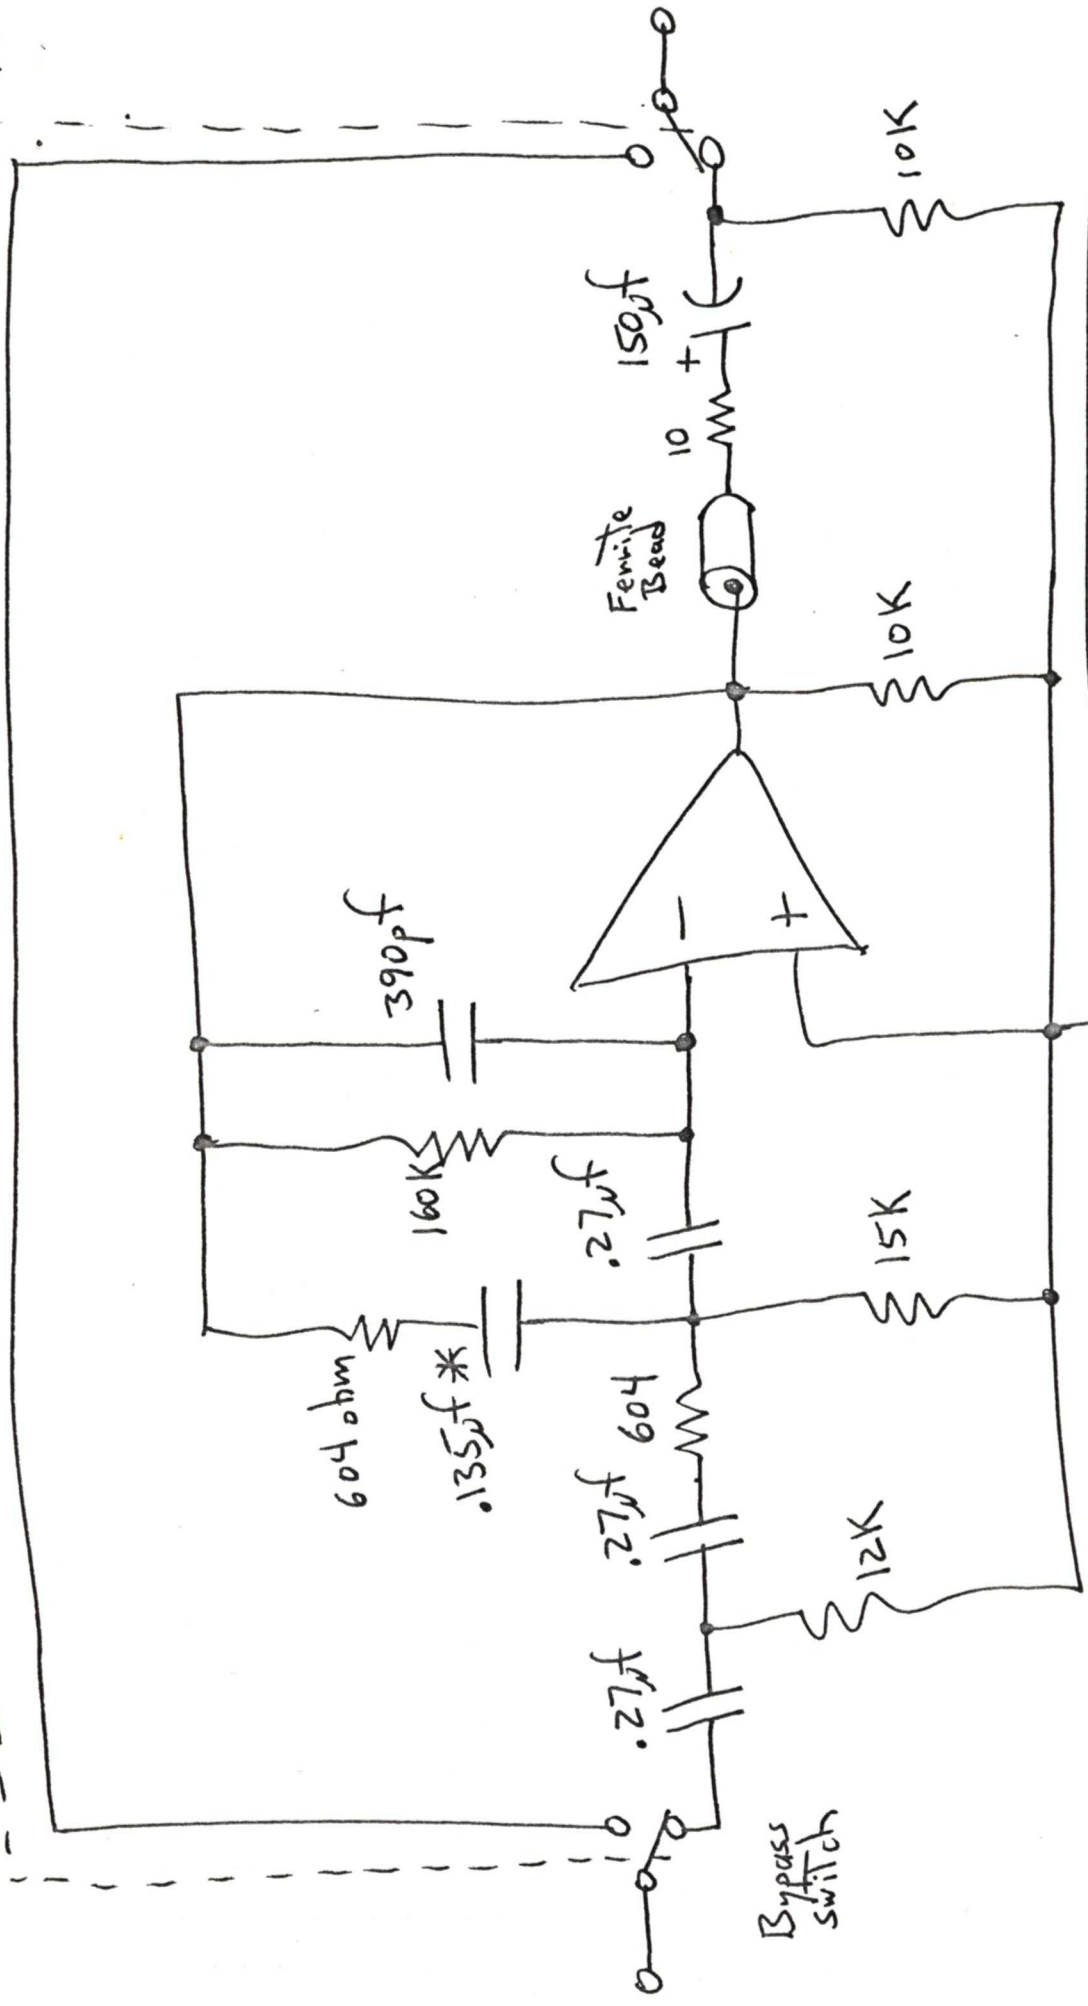 Bypass
Switch
.27µf
12K
.27µf
604
604 ohm
.135µf *
15K
.27µf
160K
390pf
−
+
10K
Ferrite
Bead
10
+
150µf
10K